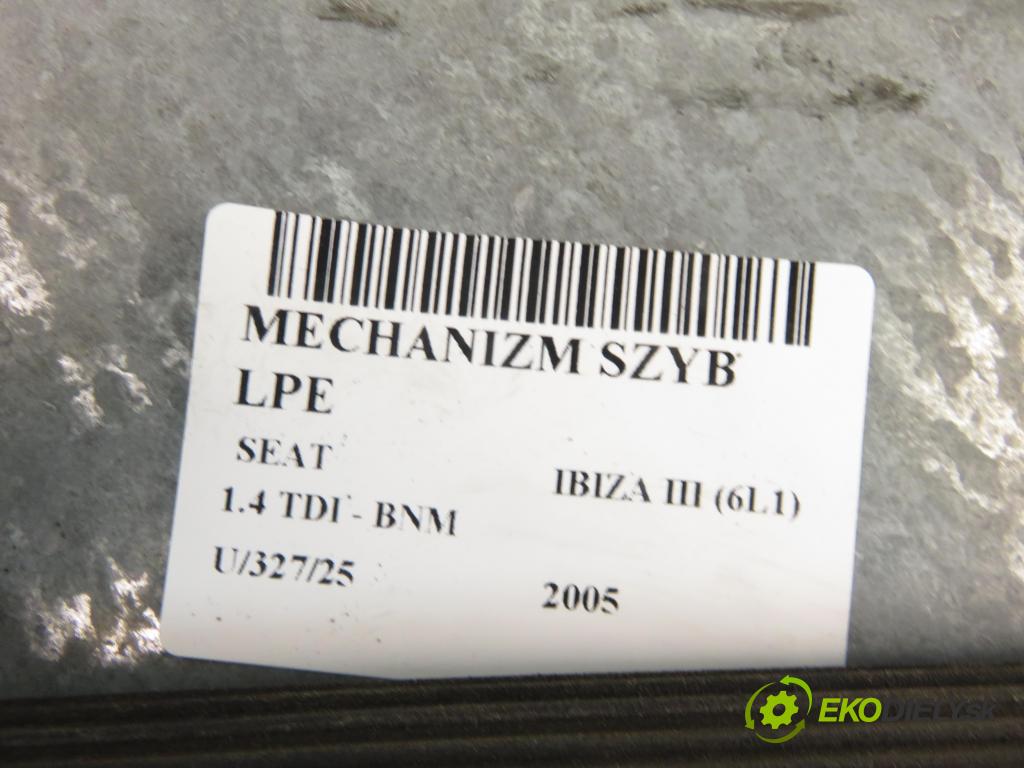 MECHANIZM SZYB
LPE
SEAT
IBIZA III (6L1)
1.4 TDI - BNM
U/327/25
2005
EKODIELY.SK